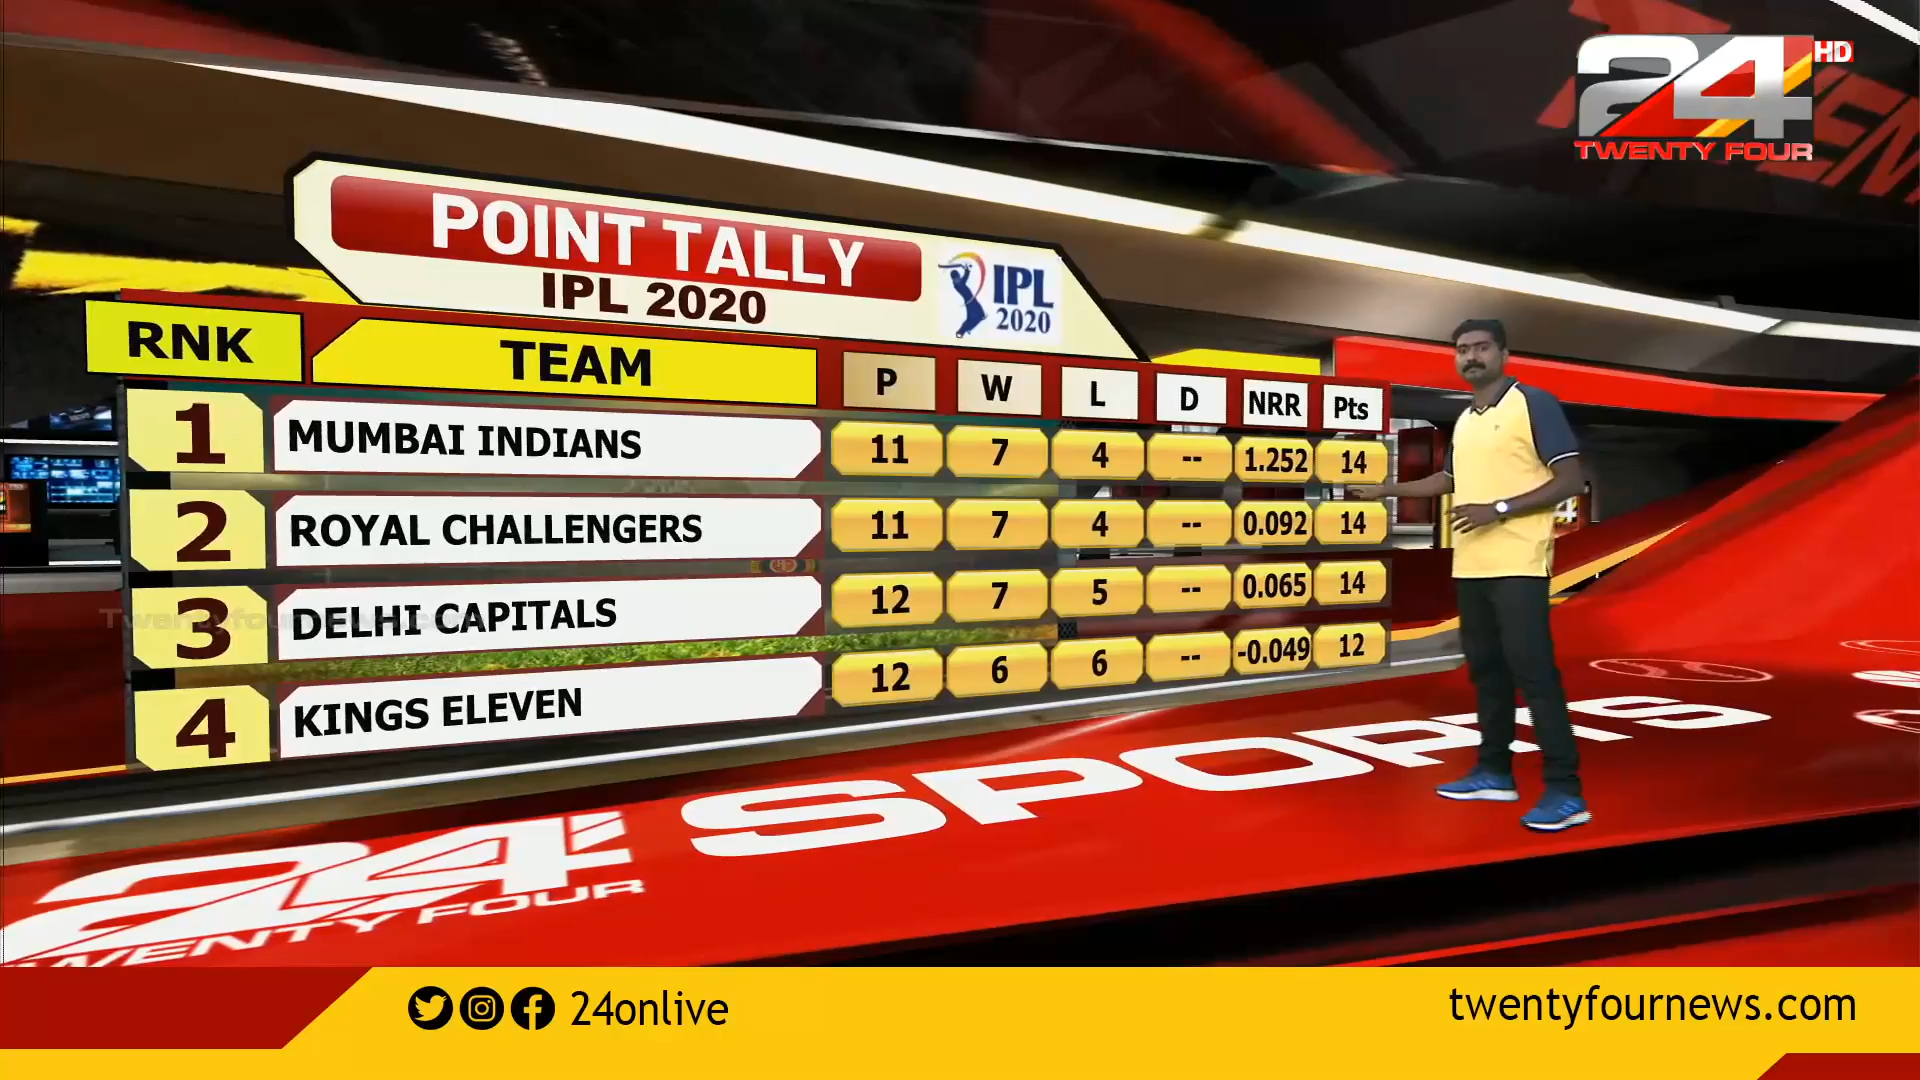 24 HD
TWENTY FOUR
POINT TALLY
IPL 2020
IPL
2020
RNK TEAM P W L D NRR Pts
1 MUMBAI INDIANS 11 7 4 -- 1.252 14
2 ROYAL CHALLENGERS 11 7 4 -- 0.092 14
3 DELHI CAPITALS 12 7 5 -- 0.065 14
4 KINGS ELEVEN 12 6 6 -- -0.049 12
Twentyfournews.com
24 SPORTS
TWENTY FOUR
24onlive
twentyfournews.com